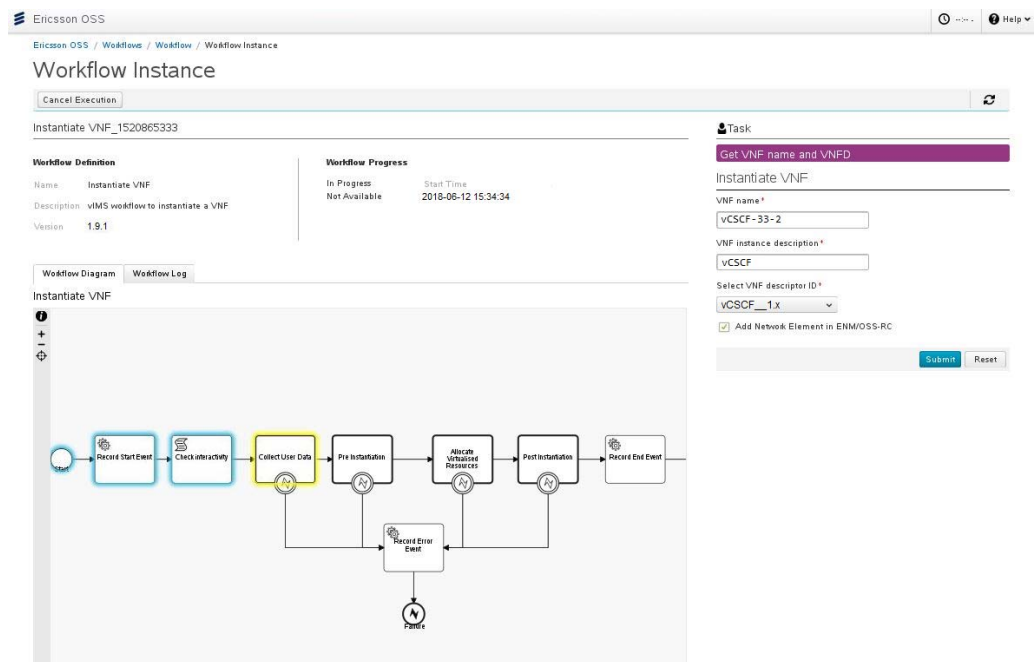 Ericsson OSS
--:-- -
Help
Ericsson OSS / Workflows / Workflow / Workflow Instance
Workflow Instance
Cancel Execution
Instantiate VNF_1520865333
Workflow Definition
Name Instantiate VNF
Description vIMS workflow to instantiate a VNF
Version 1.9.1
Workflow Progress
In Progress Start Time
Not Available 2018-06-12 15:34:34
Workflow Diagram Workflow Log
Instantiate VNF
Start
Record Start Event
Check interactivity
Collect User Data
Pre Instantiation
Allocate
Virtualised
Resources
Post Instantiation
Record End Event
Record Error
Event
Failure
Task
Get VNF name and VNFD
Instantiate VNF
VNF name*
vCSCF-33-2
VNF instance description*
vCSCF
Select VNF descriptor ID*
vCSCF__1.x
Add Network Element in ENM/OSS-RC
Submit Reset